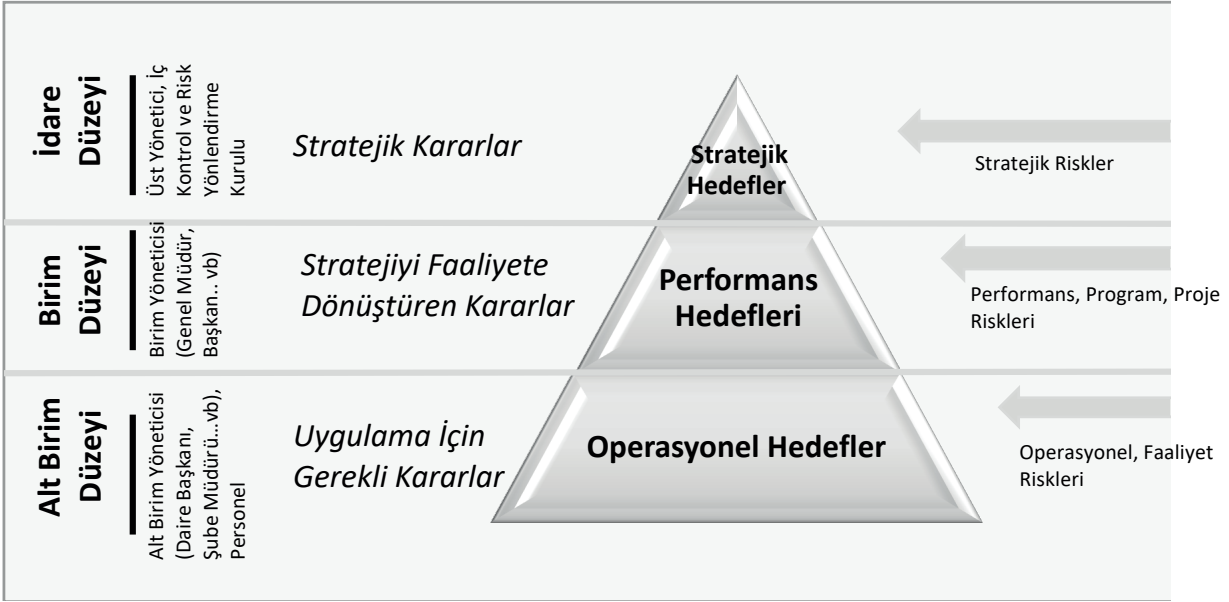 İdare
Düzeyi
Üst Yönetici, İç
Kontrol ve Risk
Yönlendirme
Kurulu
Stratejik Kararlar
Stratejik
Hedefler
Stratejik Riskler
Birim
Düzeyi
Birim Yöneticisi
(Genel Müdür,
Başkan.. vb)
Stratejiyi Faaliyete
Dönüştüren Kararlar
Performans
Hedefleri
Performans, Program, Proje
Riskleri
Alt Birim
Düzeyi
Alt Birim Yöneticisi
(Daire Başkanı,
Şube Müdürü...vb),
Personel
Uygulama İçin
Gerekli Kararlar
Operasyonel Hedefler
Operasyonel, Faaliyet
Riskleri